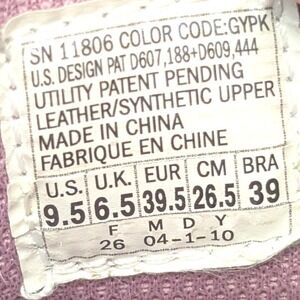 SN 11806 COLOR CODE:GYPK
U.S. DESIGN PAT D607,188+D609,444
UTILITY PATENT PENDING
LEATHER/SYNTHETIC UPPER
MADE IN CHINA
FABRIQUE EN CHINE
U.S. U.K. EUR CM BRA
9.5 6.5 39.5 26.5 39
F M D Y
26 04-1-10